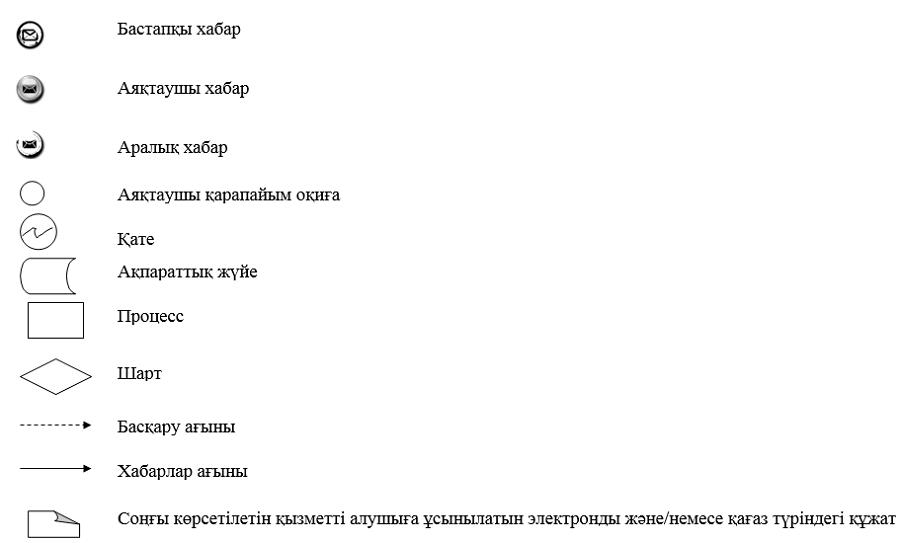 Бастапқы хабар
Аяқтаушы хабар
Аралық хабар
Аяқтаушы қарапайым оқиға
Қате
Ақпараттық жүйе
Процесс
Шарт
Басқару ағыны
Хабарлар ағыны
Соңғы көрсетілетін қызметті алушыға ұсынылатын электронды және/немесе қағаз түріндегі құжат